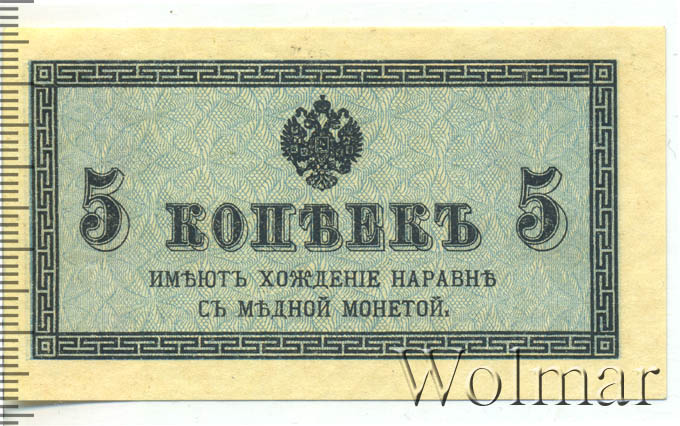 5 КОПѢЕКЪ 5
ИМѢЮТЪ ХОЖДЕНІЕ НАРАВНѢ
СЪ МѢДНОЙ МОНЕТОЙ.
Wolmar